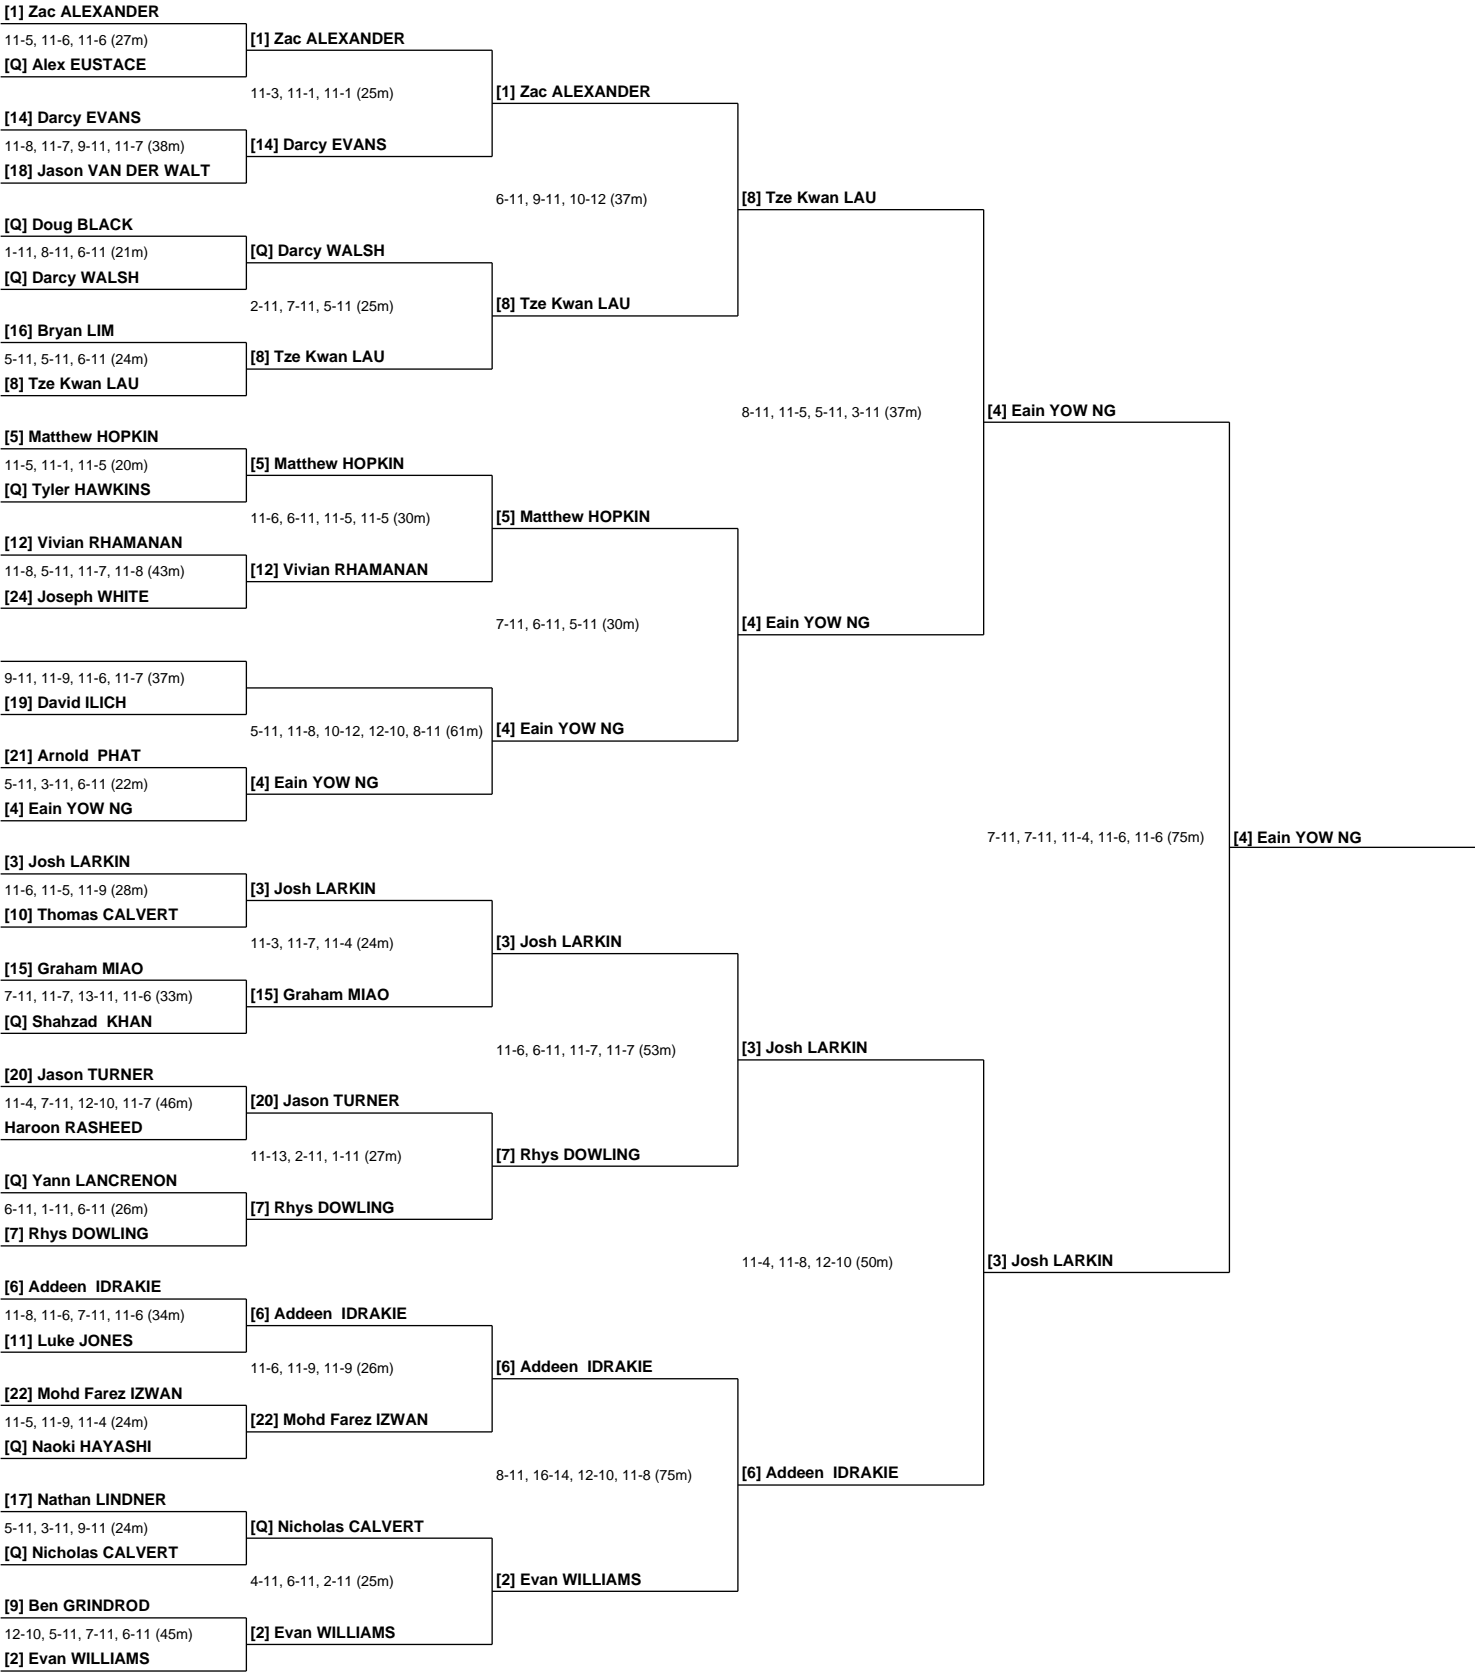 [1] Zac ALEXANDER
11-5, 11-6, 11-6 (27m)
[Q] Alex EUSTACE
[14] Darcy EVANS
11-8, 11-7, 9-11, 11-7 (38m)
[18] Jason VAN DER WALT
[Q] Doug BLACK
1-11, 8-11, 6-11 (21m)
[Q] Darcy WALSH
[16] Bryan LIM
5-11, 5-11, 6-11 (24m)
[8] Tze Kwan LAU
[5] Matthew HOPKIN
11-5, 11-1, 11-5 (20m)
[Q] Tyler HAWKINS
[12] Vivian RHAMANAN
11-8, 5-11, 11-7, 11-8 (43m)
[24] Joseph WHITE
9-11, 11-9, 11-6, 11-7 (37m)
[19] David ILICH
[21] Arnold  PHAT
5-11, 3-11, 6-11 (22m)
[4] Eain YOW NG
[3] Josh LARKIN
11-6, 11-5, 11-9 (28m)
[10] Thomas CALVERT
[15] Graham MIAO
7-11, 11-7, 13-11, 11-6 (33m)
[Q] Shahzad  KHAN
[20] Jason TURNER
11-4, 7-11, 12-10, 11-7 (46m)
Haroon RASHEED
[Q] Yann LANCRENON
6-11, 1-11, 6-11 (26m)
[7] Rhys DOWLING
[6] Addeen  IDRAKIE
11-8, 11-6, 7-11, 11-6 (34m)
[11] Luke JONES
[22] Mohd Farez IZWAN
11-5, 11-9, 11-4 (24m)
[Q] Naoki HAYASHI
[17] Nathan LINDNER
5-11, 3-11, 9-11 (24m)
[Q] Nicholas CALVERT
[9] Ben GRINDROD
12-10, 5-11, 7-11, 6-11 (45m)
[2] Evan WILLIAMS
[1] Zac ALEXANDER
11-3, 11-1, 11-1 (25m)
[14] Darcy EVANS
[Q] Darcy WALSH
2-11, 7-11, 5-11 (25m)
[8] Tze Kwan LAU
[5] Matthew HOPKIN
11-6, 6-11, 11-5, 11-5 (30m)
[12] Vivian RHAMANAN
5-11, 11-8, 10-12, 12-10, 8-11 (61m)
[4] Eain YOW NG
[3] Josh LARKIN
11-3, 11-7, 11-4 (24m)
[15] Graham MIAO
[20] Jason TURNER
11-13, 2-11, 1-11 (27m)
[7] Rhys DOWLING
[6] Addeen  IDRAKIE
11-6, 11-9, 11-9 (26m)
[22] Mohd Farez IZWAN
[Q] Nicholas CALVERT
4-11, 6-11, 2-11 (25m)
[2] Evan WILLIAMS
[1] Zac ALEXANDER
6-11, 9-11, 10-12 (37m)
[8] Tze Kwan LAU
[5] Matthew HOPKIN
7-11, 6-11, 5-11 (30m)
[4] Eain YOW NG
[3] Josh LARKIN
11-6, 6-11, 11-7, 11-7 (53m)
[7] Rhys DOWLING
[6] Addeen  IDRAKIE
8-11, 16-14, 12-10, 11-8 (75m)
[2] Evan WILLIAMS
[8] Tze Kwan LAU
8-11, 11-5, 5-11, 3-11 (37m)
[4] Eain YOW NG
[3] Josh LARKIN
11-4, 11-8, 12-10 (50m)
[6] Addeen  IDRAKIE
[4] Eain YOW NG
7-11, 7-11, 11-4, 11-6, 11-6 (75m)
[3] Josh LARKIN
[4] Eain YOW NG